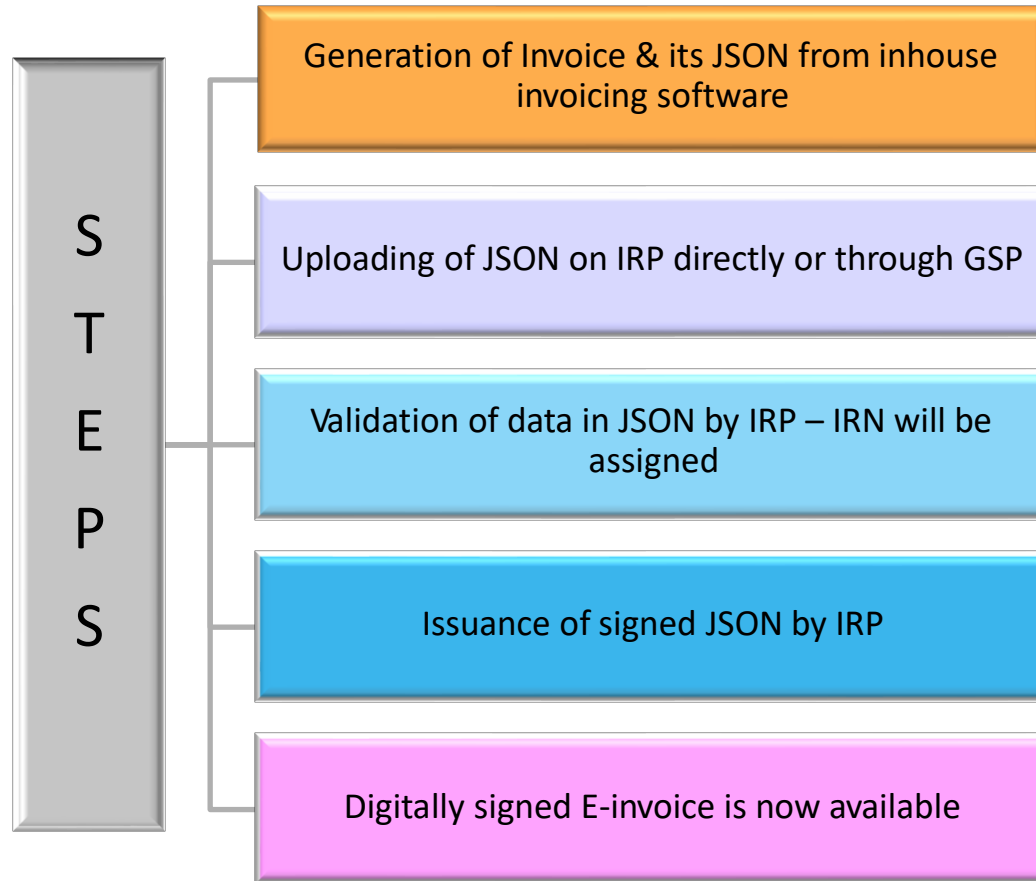 S
T
E
P
S
Generation of Invoice & its JSON from inhouse
invoicing software
Uploading of JSON on IRP directly or through GSP
Validation of data in JSON by IRP – IRN will be
assigned
Issuance of signed JSON by IRP
Digitally signed E-invoice is now available